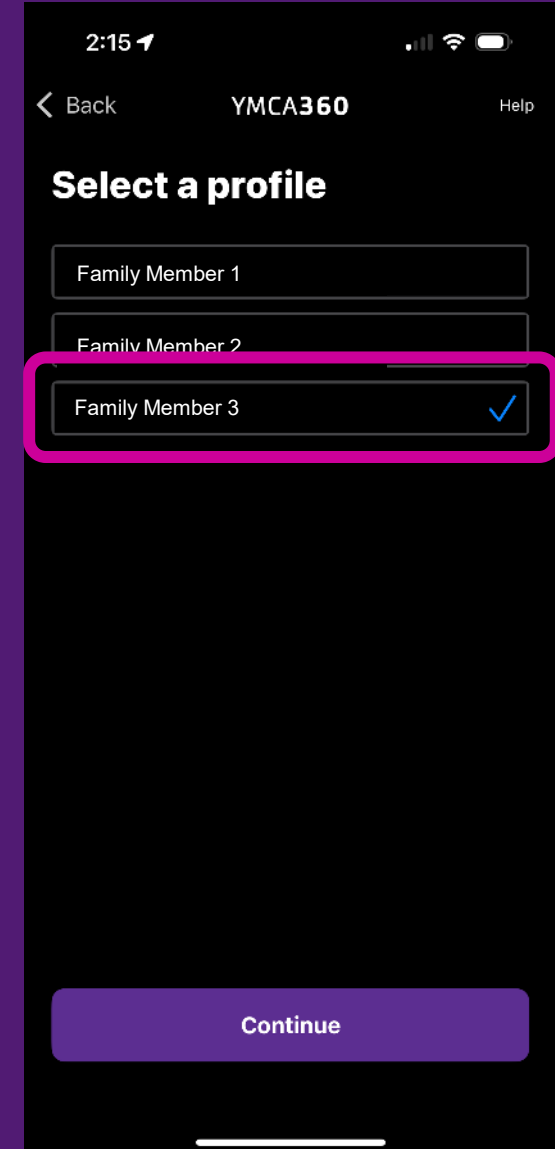 2:15
Back YMCA360 Help
Select a profile
Family Member 1
Family Member 2
Family Member 3
Continue